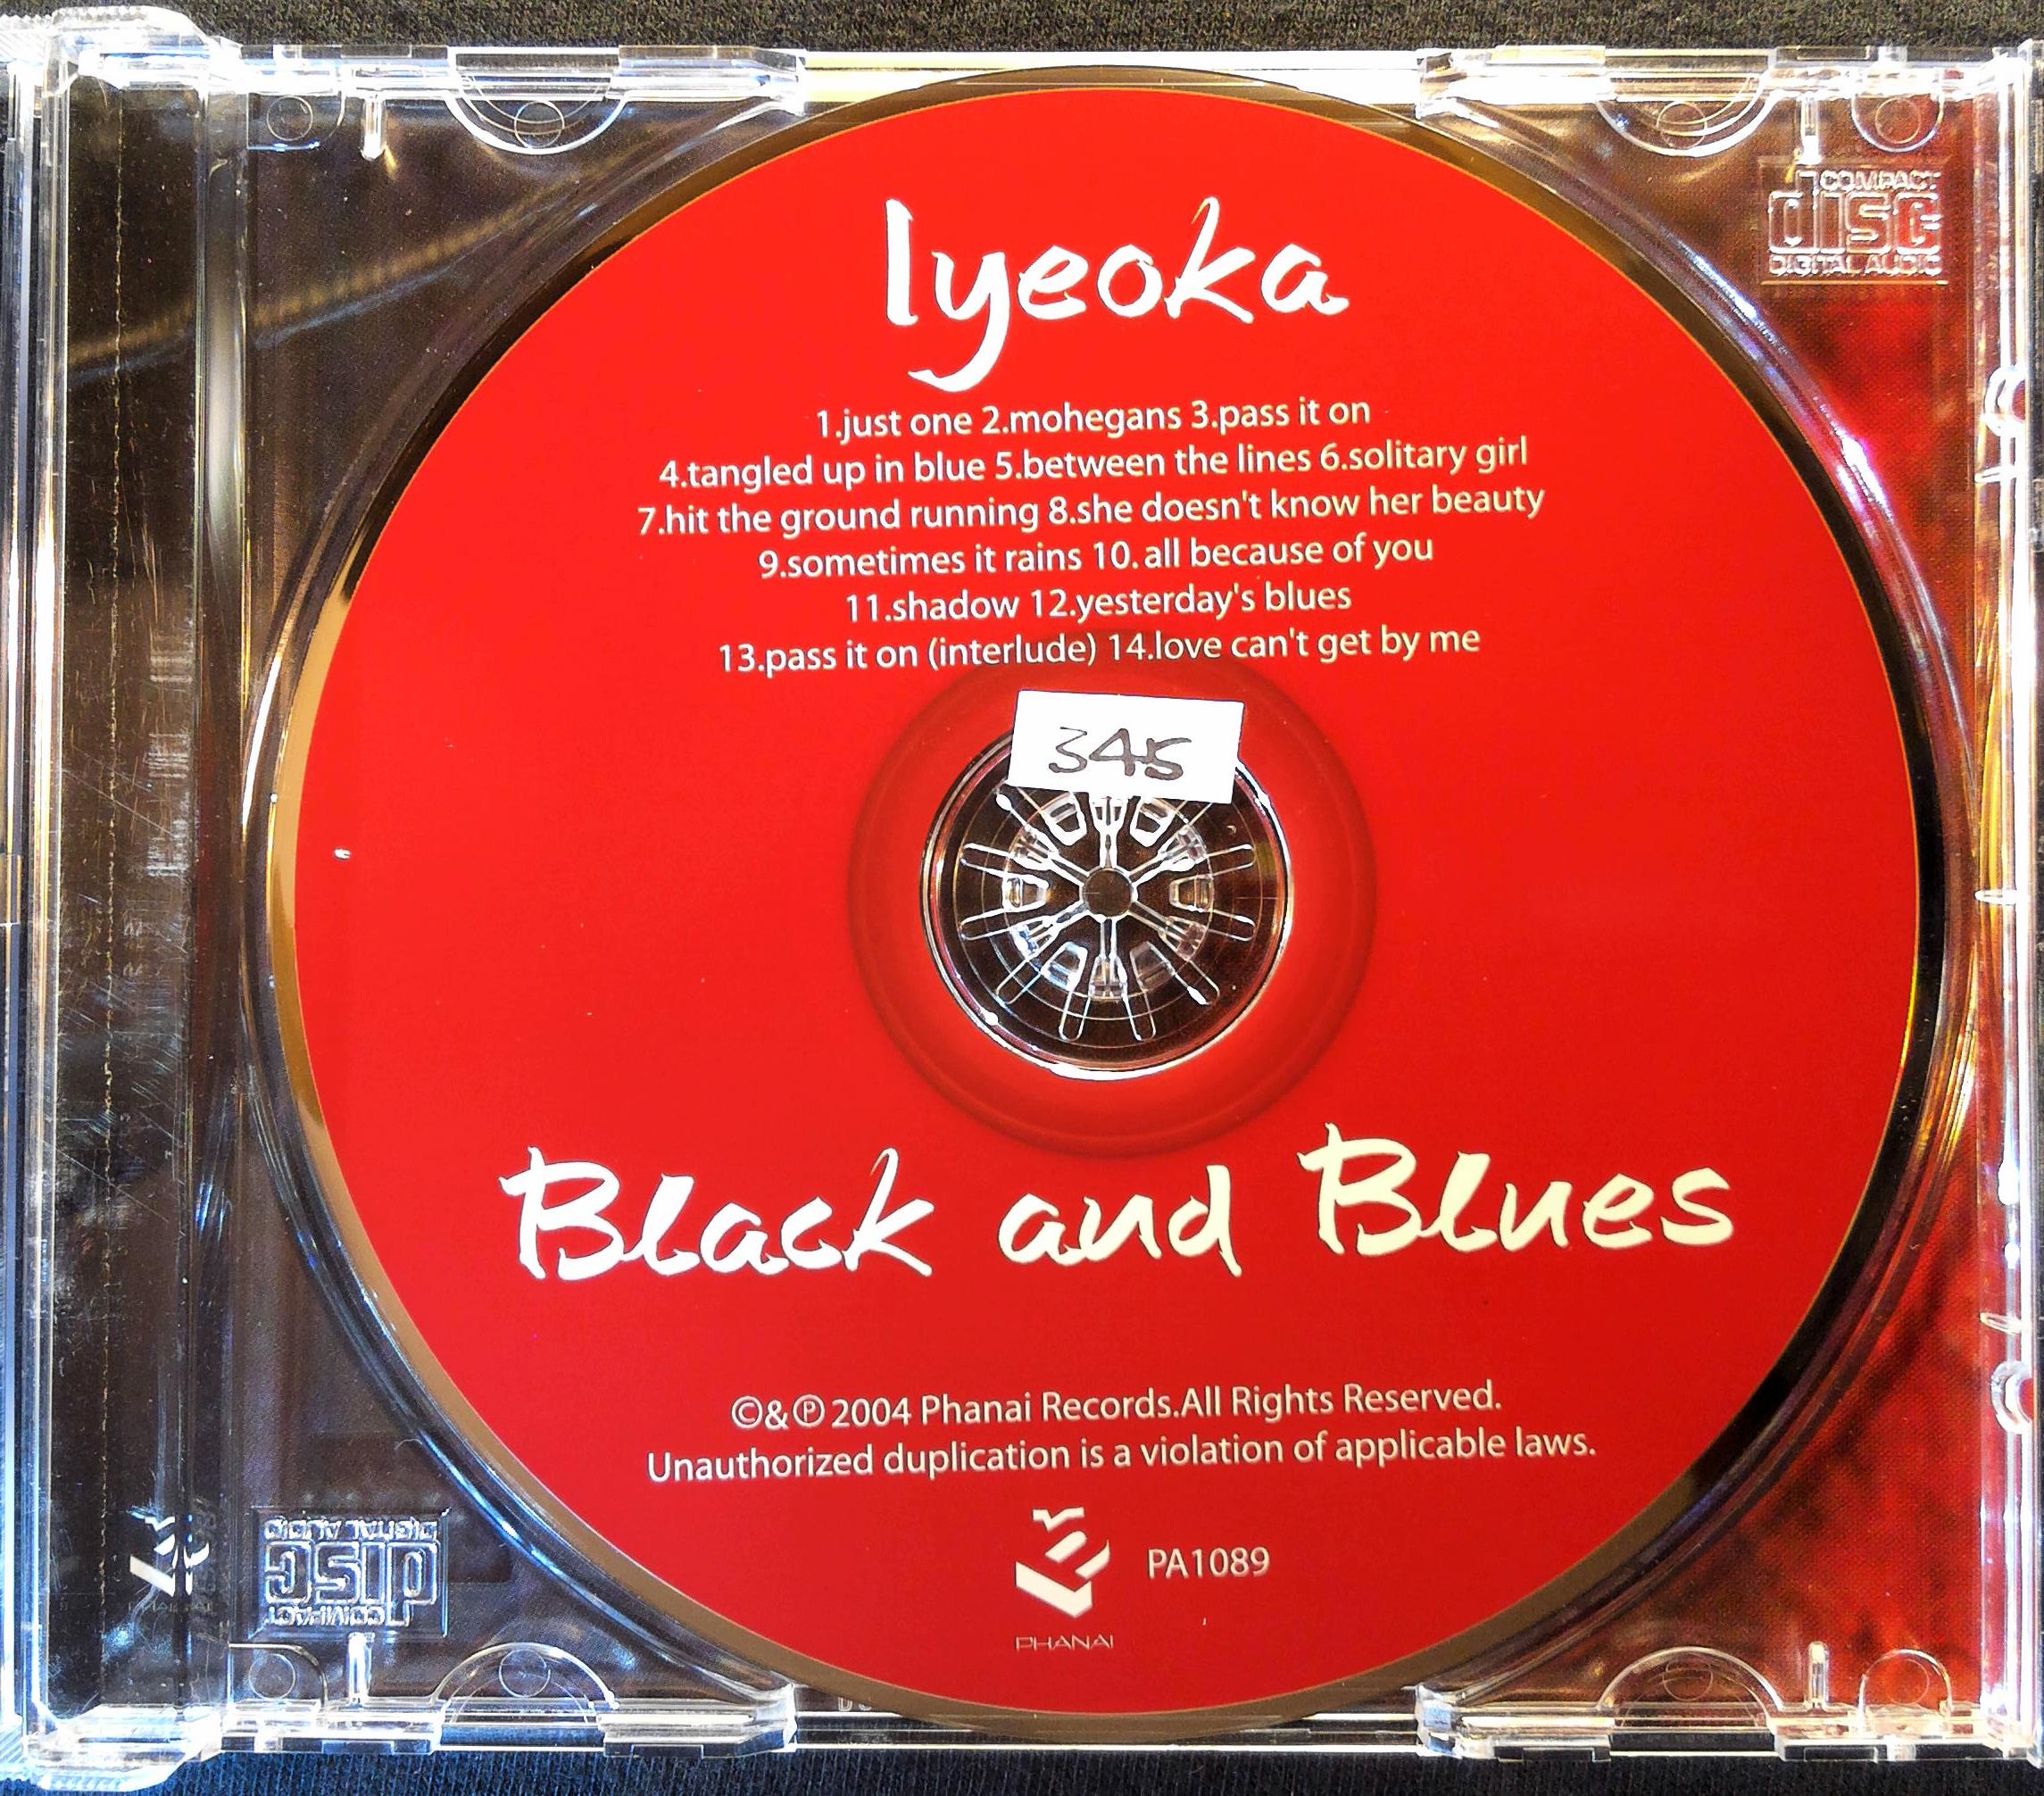 COMPACT
disc
DIGITAL AUDIO
Iyeoka
1.just one 2.mohegans 3.pass it on
4.tangled up in blue 5.between the lines 6.solitary girl
7.hit the ground running 8.she doesn't know her beauty
9.sometimes it rains 10. all because of you
11.shadow 12.yesterday's blues
13.pass it on (interlude) 14.love can't get by me
345
Black and Blues
©&℗ 2004 Phanai Records.All Rights Reserved.
Unauthorized duplication is a violation of applicable laws.
PA1089
PHANAI
COMPACT
disc
DIGITAL AUDIO